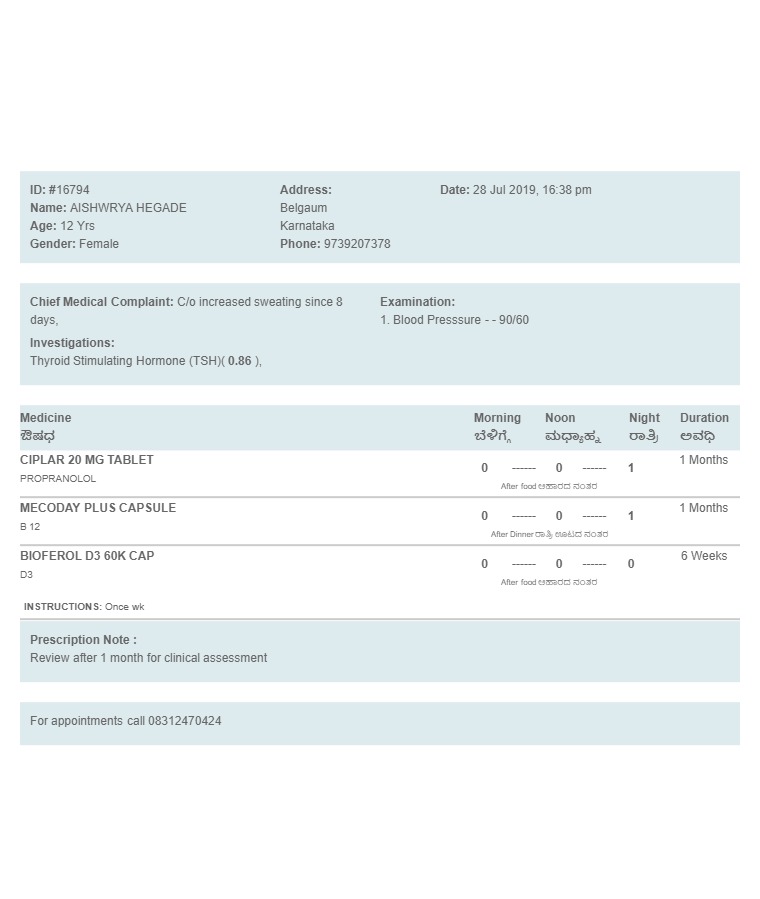 ID: #16794
Name: AISHWRYA HEGADE
Age: 12 Yrs
Gender: Female
Address:
Belgaum
Karnataka
Phone: 9739207378
Date: 28 Jul 2019, 16:38 pm
Chief Medical Complaint: C/o increased sweating since 8
days,
Investigations:
Thyroid Stimulating Hormone (TSH)( 0.86 ),
Examination:
1. Blood Presssure - - 90/60
Medicine Morning Noon Night Duration
ಔಷಧ ಬೆಳಿಗ್ಗೆ ಮಧ್ಯಾಹ್ನ ರಾತ್ರಿ ಅವಧಿ
CIPLAR 20 MG TABLET 0 ------ 0 ------ 1 1 Months
PROPRANOLOL
After food ಆಹಾರದ ನಂತರ
MECODAY PLUS CAPSULE 0 ------ 0 ------ 1 1 Months
B 12
After Dinner ರಾತ್ರಿ ಊಟದ ನಂತರ
BIOFEROL D3 60K CAP 0 ------ 0 ------ 0 6 Weeks
D3
After food ಆಹಾರದ ನಂತರ
INSTRUCTIONS: Once wk
Prescription Note :
Review after 1 month for clinical assessment
For appointments call 08312470424